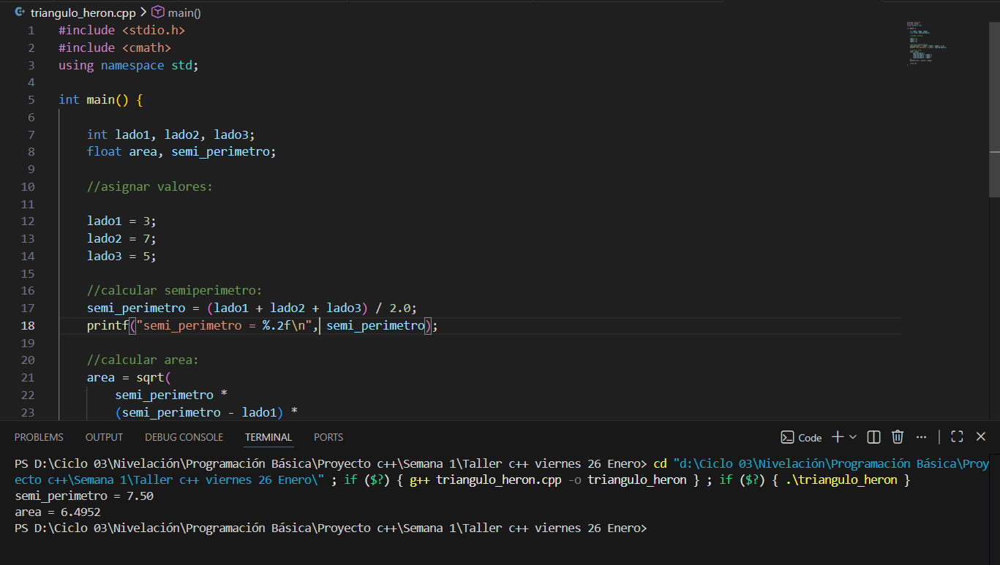 triangulo_heron.cpp > main()
1 #include <stdio.h>
2 #include <cmath>
3 using namespace std;
4
5 int main() {
6
7 int lado1, lado2, lado3;
8 float area, semi_perimetro;
9
10 //asignar valores:
11
12 lado1 = 3;
13 lado2 = 7;
14 lado3 = 5;
15
16 //calcular semiperimetro:
17 semi_perimetro = (lado1 + lado2 + lado3) / 2.0;
18 printf("semi_perimetro = %.2f\n", semi_perimetro);
19
20 //calcular area:
21 area = sqrt(
22 semi_perimetro *
23 (semi_perimetro - lado1) *
PROBLEMS OUTPUT DEBUG CONSOLE TERMINAL PORTS Code
PS D:\Ciclo 03\Nivelación\Programación Básica\Proyecto c++\Semana 1\Taller c++ viernes 26 Enero> cd "d:\Ciclo 03\Nivelación\Programación Básica\Proy
ecto c++\Semana 1\Taller c++ viernes 26 Enero\" ; if ($?) { g++ triangulo_heron.cpp -o triangulo_heron } ; if ($?) { .\triangulo_heron }
semi_perimetro = 7.50
area = 6.4952
PS D:\Ciclo 03\Nivelación\Programación Básica\Proyecto c++\Semana 1\Taller c++ viernes 26 Enero>